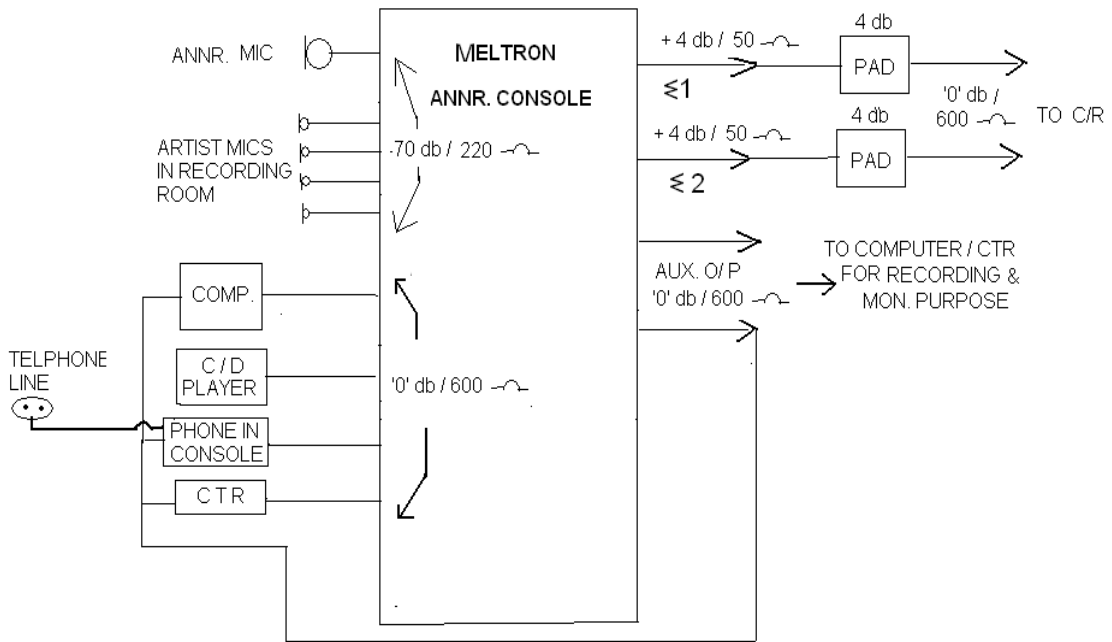 ANNR. MIC
ARTIST MICS
IN RECORDING
ROOM
COMP.
TELPHONE
LINE
C / D
PLAYER
PHONE IN
CONSOLE
C T R
MELTRON
ANNR. CONSOLE
-70 db / 220 Ω
'0' db / 600 Ω
+ 4 db / 50 Ω
Σ1
4 db
PAD
+4 db / 50 Ω
Σ 2
4 db
PAD
'0' db /
600 Ω
TO C/R
AUX. O/P
'0' db / 600 Ω
TO COMPUTER / CTR
FOR RECORDING &
MON. PURPOSE